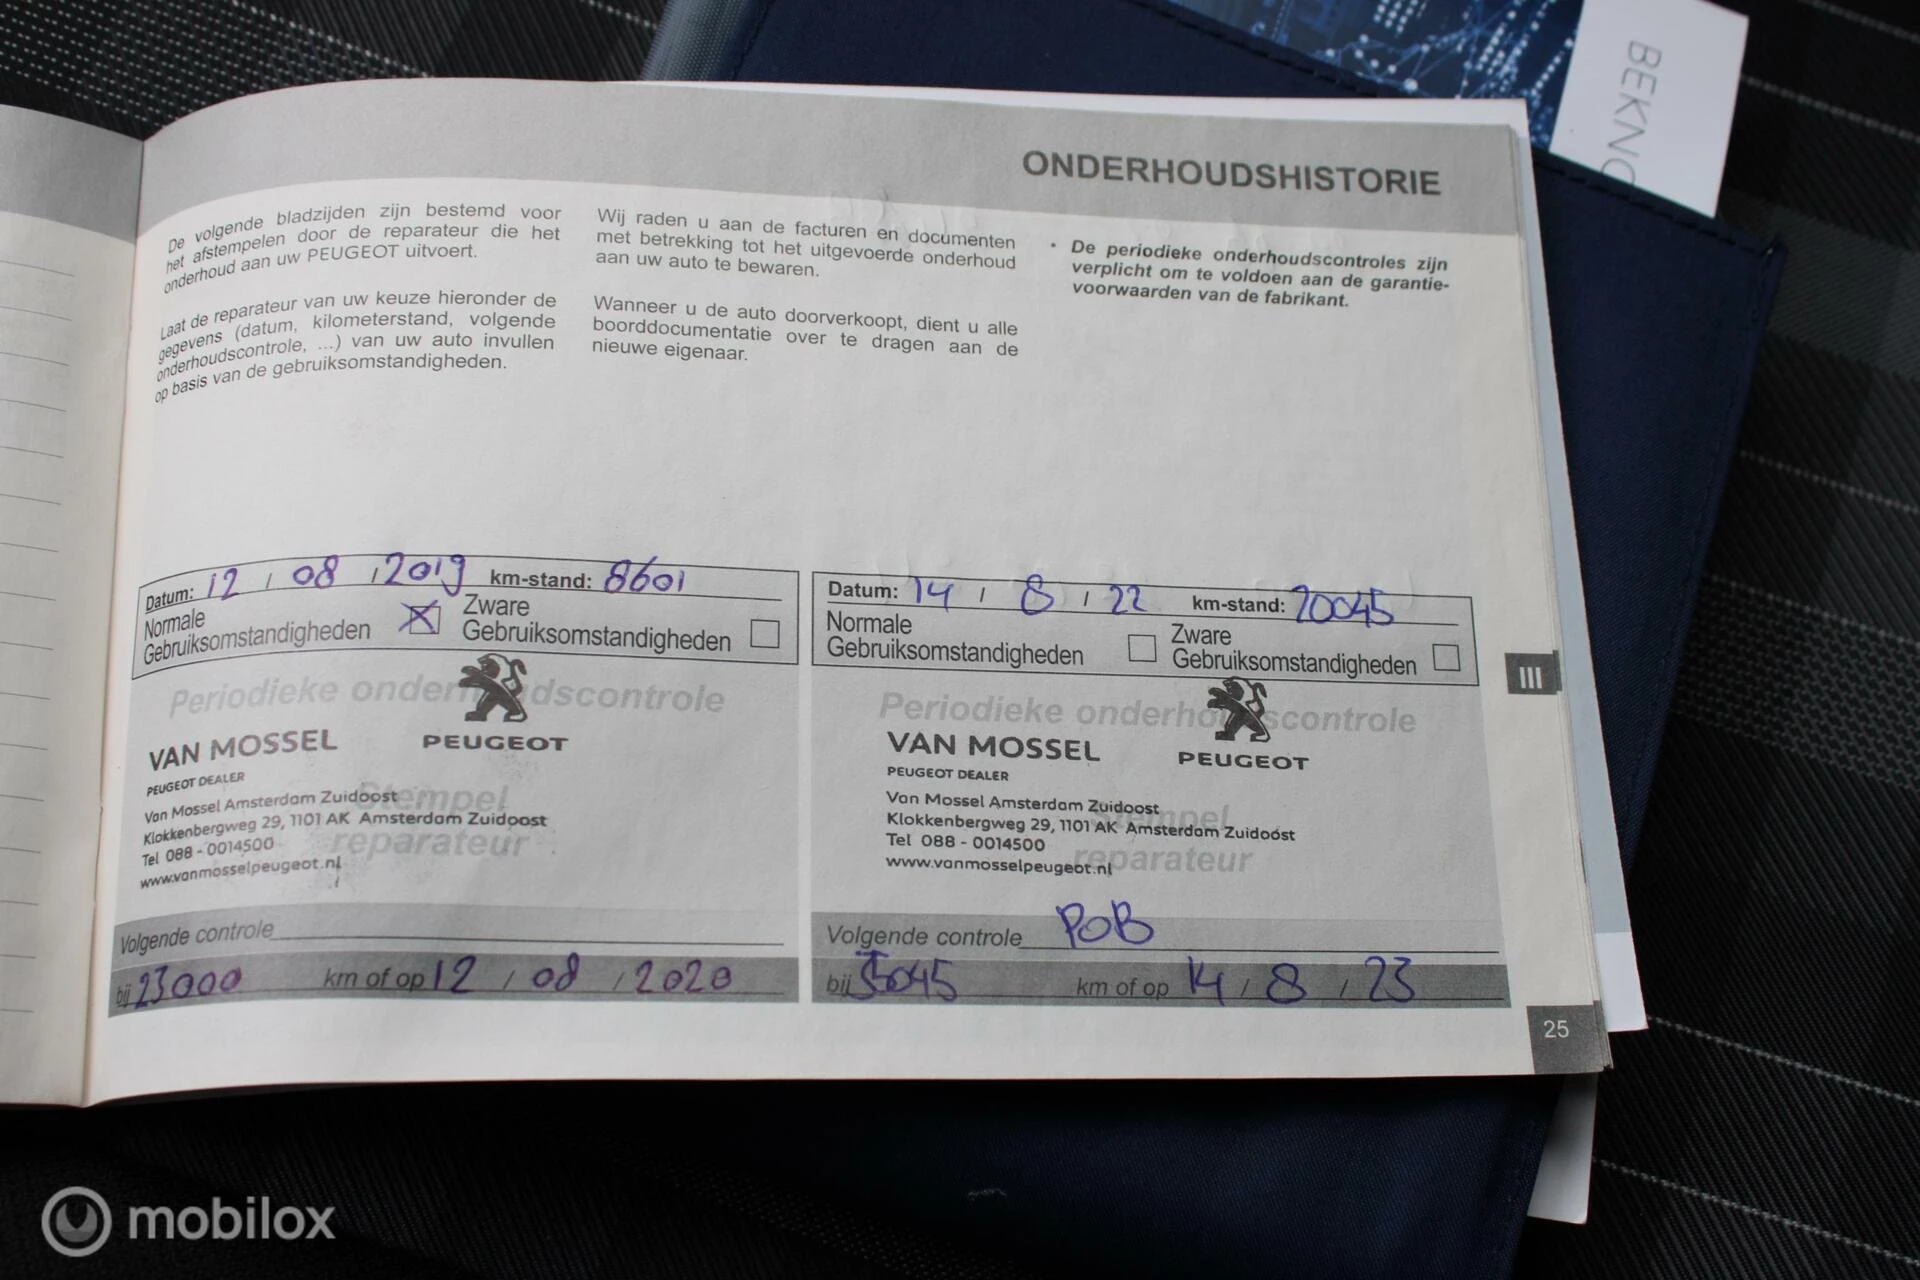 BEKNO
ONDERHOUDSHISTORIE
De volgende bladzijden zijn bestemd voor
het afstempelen door de reparateur die het
onderhoud aan uw PEUGEOT uitvoert.
Laat de reparateur van uw keuze hieronder de
gegevens (datum, kilometerstand, volgende
onderhoudscontrole, ...) van uw auto invullen
op basis van de gebruiksomstandigheden.
Wij raden u aan de facturen en documenten
met betrekking tot het uitgevoerde onderhoud
aan uw auto te bewaren.
Wanneer u de auto doorverkoopt, dient u alle
boorddocumentatie over te dragen aan de
nieuwe eigenaar.
• De periodieke onderhoudscontroles zijn
verplicht om te voldoen aan de garantie-
voorwaarden van de fabrikant.
Datum: 12 / 08 / 2019 km-stand: 8601
Normale
Gebruiksomstandigheden
Zware
Gebruiksomstandigheden
Periodieke onderhoudscontrole
PEUGEOT
VAN MOSSEL
PEUGEOT DEALER
Stempel
Van Mossel Amsterdam Zuidoost
Klokkenbergweg 29, 1101 AK Amsterdam Zuidoost
reparateur
Tel 088 - 0014500
www.vanmosselpeugeot.nl
Volgende controle
bij 23000 km of op 12 / 08 / 2020
Datum: 14 / 8 / 22 km-stand: 20045
Normale
Gebruiksomstandigheden
Zware
Gebruiksomstandigheden
Periodieke onderhoudscontrole
VAN MOSSEL
PEUGEOT
PEUGEOT DEALER
Van Mossel Amsterdam Zuidoost
Stempel
Klokkenbergweg 29, 1101 AK Amsterdam Zuidoost
Tel 088 - 0014500
reparateur
www.vanmosselpeugeot.nl
Volgende controle POB
bij km of op 14 / 8 / 23
III
25
mobilox